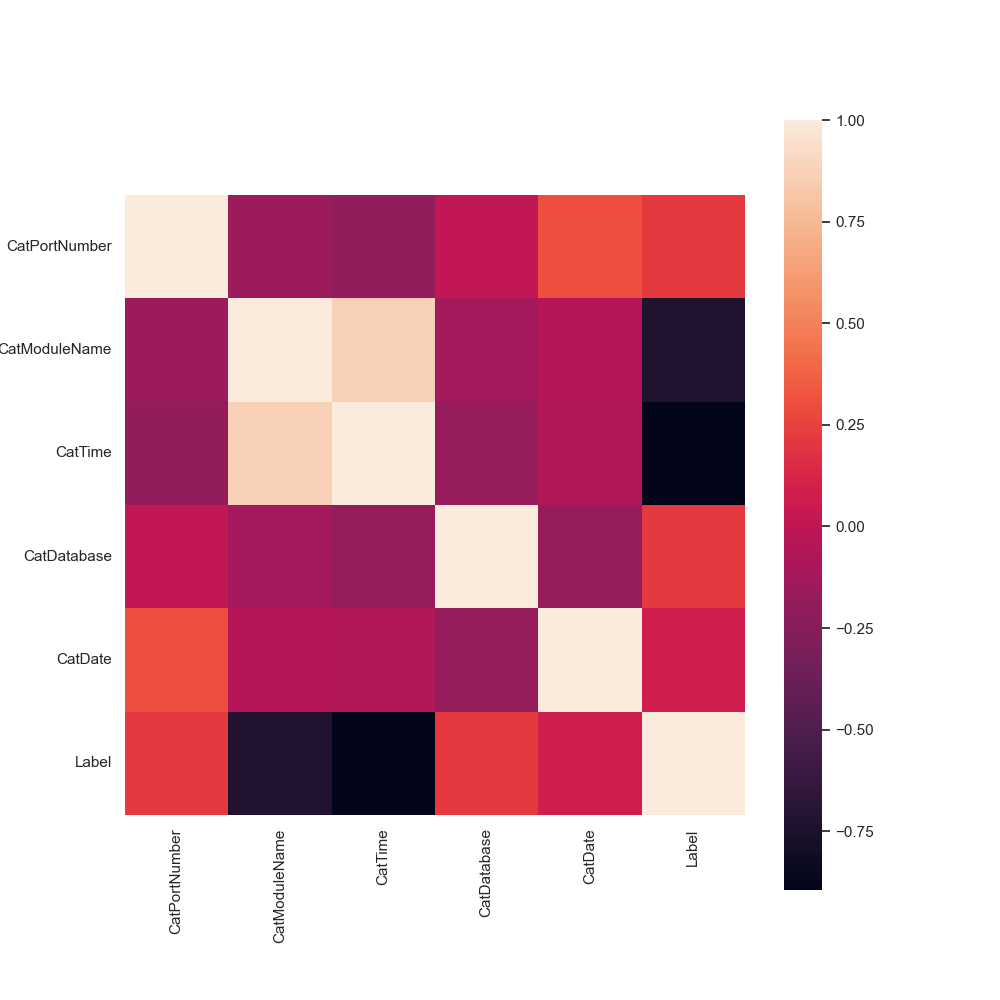 CatPortNumber
CatModuleName
CatTime
CatDatabase
CatDate
Label
CatPortNumber
CatModuleName
CatTime
CatDatabase
CatDate
Label
1.00
0.75
0.50
0.25
0.00
−0.25
−0.50
−0.75